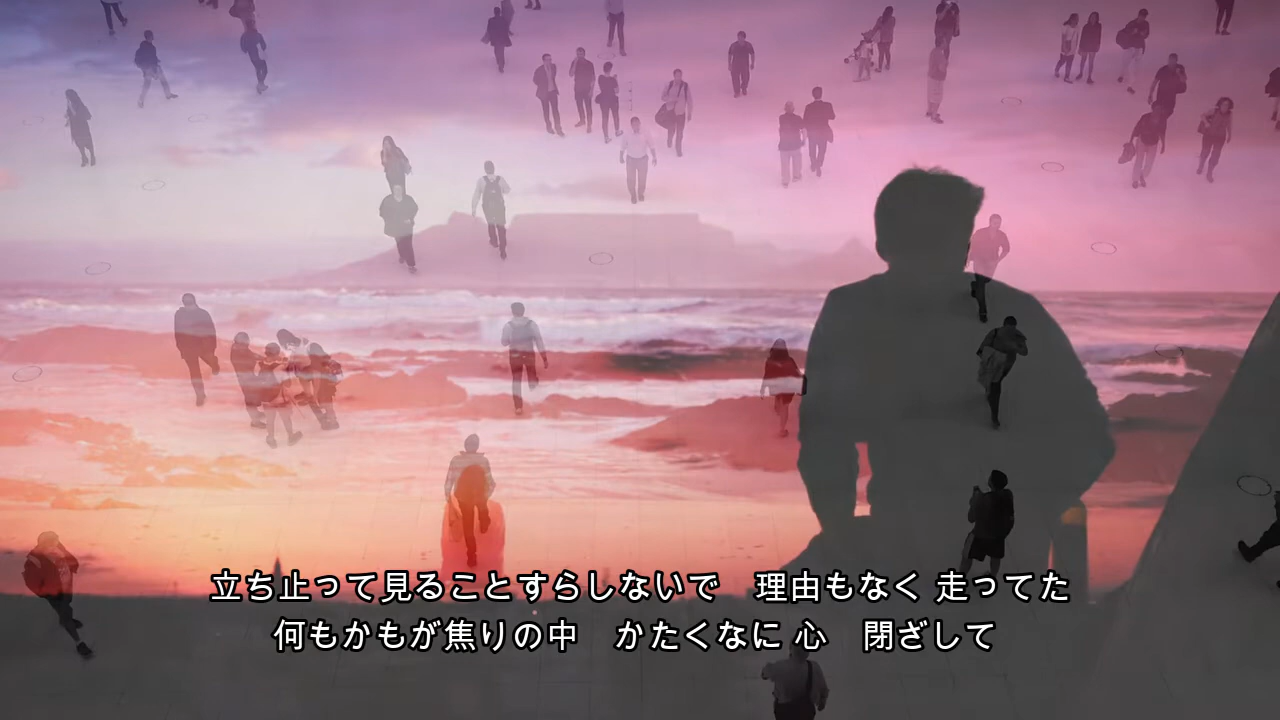 立ち止って見ることすらしないで　理由もなく 走ってた
何もかもが焦りの中　かたくなに 心　閉ざして